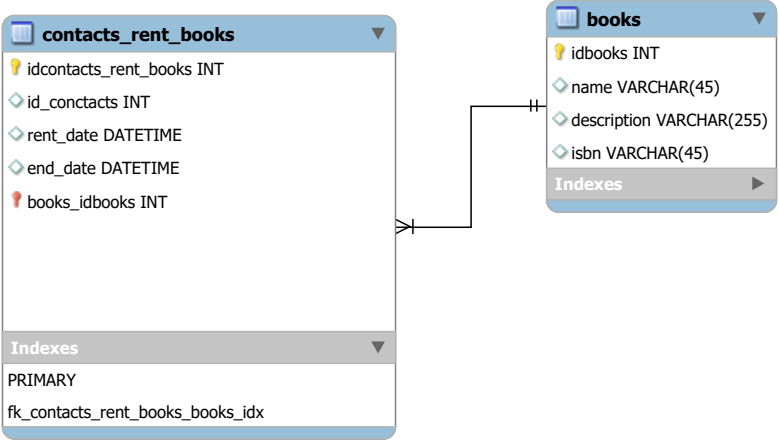 contacts_rent_books
idcontacts_rent_books INT
id_conctacts INT
rent_date DATETIME
end_date DATETIME
books_idbooks INT
Indexes
PRIMARY
fk_contacts_rent_books_books_idx
books
idbooks INT
name VARCHAR(45)
description VARCHAR(255)
isbn VARCHAR(45)
Indexes